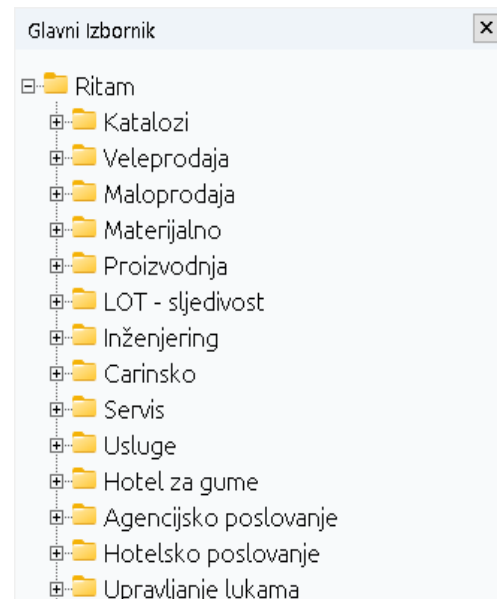 Glavni Izbornik
Ritam
Katalozi
Veleprodaja
Maloprodaja
Materijalno
Proizvodnja
LOT - sljedivost
Inženjering
Carinsko
Servis
Usluge
Hotel za gume
Agencijsko poslovanje
Hotelsko poslovanje
Upravljanje lukama